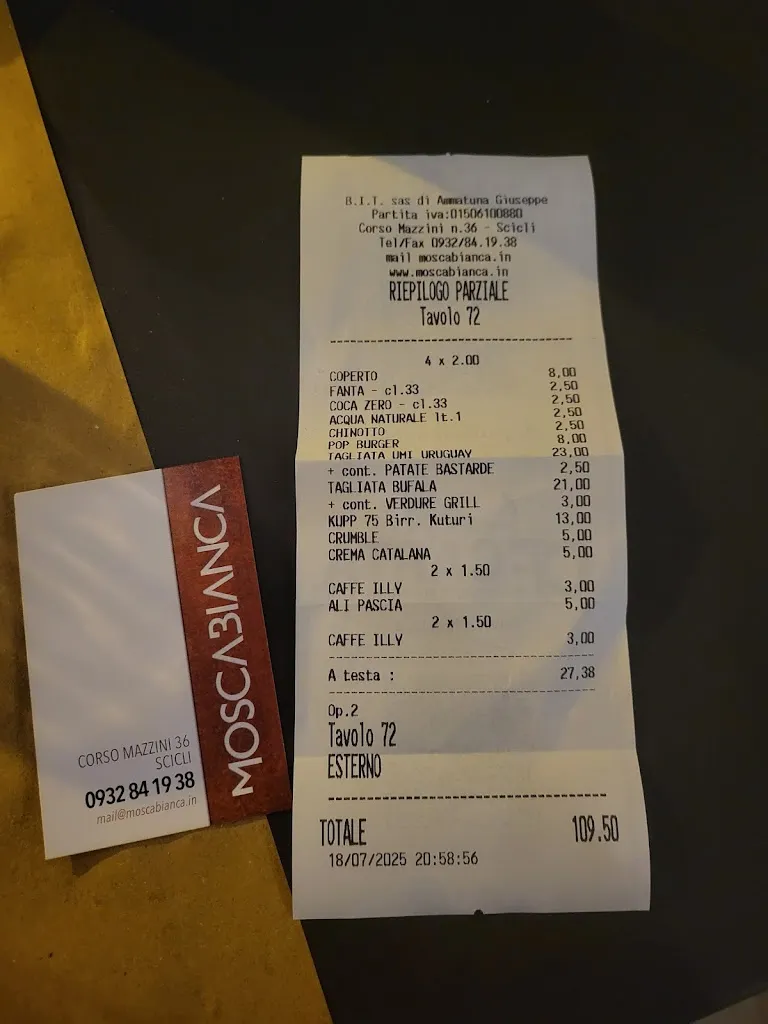 B.I.T. sas di Ammatuna Giuseppe
Partita iva:01506100880
Corso Mazzini n.36 - Scicli
Tel/Fax 0932/84.19.38
mail moscabianca.in
www.moscabianca.in
RIEPILOGO PARZIALE
Tavolo 72
4 x 2.00
COPERTO 8,00
FANTA - cl.33 2,50
COCA ZERO - cl.33 2,50
ACQUA NATURALE lt.1 2,50
CHINOTTO 2,50
POP BURGER 8,00
TAGLIATA UMI URUGUAY 23,00
+ cont. PATATE BASTARDE 2,50
TAGLIATA BUFALA 21,00
+ cont. VERDURE GRILL 3,00
KUPP 75 Birr. Kuturi 13,00
CRUMBLE 5,00
CREMA CATALANA 5,00
2 x 1.50
CAFFE ILLY 3,00
ALI PASCIA 5,00
2 x 1.50
CAFFE ILLY 3,00
A testa : 27,38
Op.2
Tavolo 72
ESTERNO
TOTALE 109.50
18/07/2025 20:58:56
MOSCABIANCA
CORSO MAZZINI 36
SCICLI
0932 84 19 38
mail@moscabianca.in